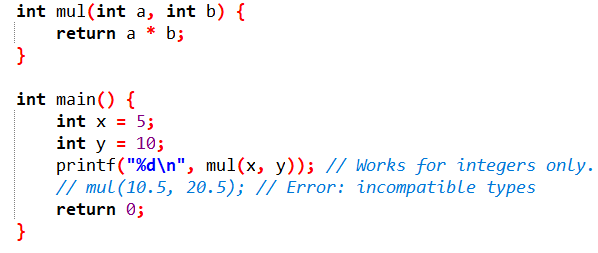 int mul(int a, int b) {
    return a * b;
}

int main() {
    int x = 5;
    int y = 10;
    printf("%d\n", mul(x, y)); // Works for integers only.
    // mul(10.5, 20.5); // Error: incompatible types
    return 0;
}